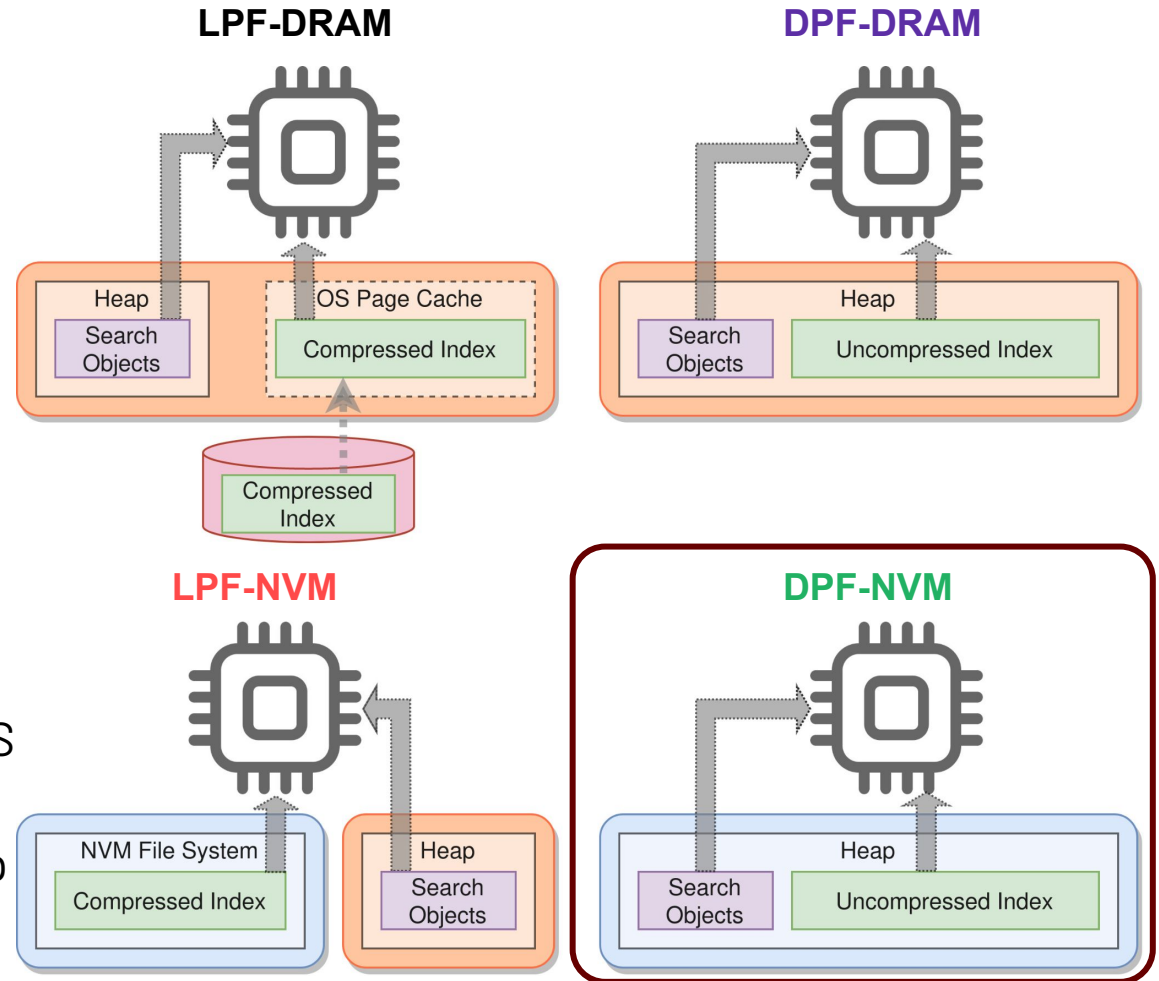 LPF-DRAM
DPF-DRAM
Heap
Search
Objects
OS Page Cache
Compressed Index
Compressed
Index
Heap
Search
Objects
Uncompressed Index
LPF-NVM
DPF-NVM
S
NVM File System
Compressed Index
Heap
Search
Objects
Heap
Search
Objects
Uncompressed Index